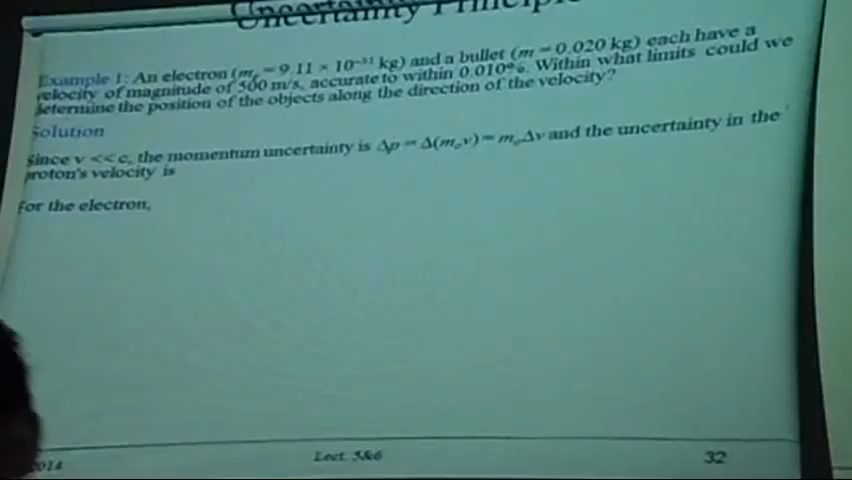 Uncertainty Principle
Example 1: An electron (mₑ = 9.11 × 10⁻³¹ kg) and a bullet (m = 0.020 kg) each have a
velocity of magnitude of 500 m/s, accurate to within 0.010%. Within what limits could we
determine the position of the objects along the direction of the velocity?
Solution
Since v << c, the momentum uncertainty is Δp = Δ(mₒv) = mₒΔv and the uncertainty in the
proton's velocity is
For the electron,
2014
Lect. 5&6
32